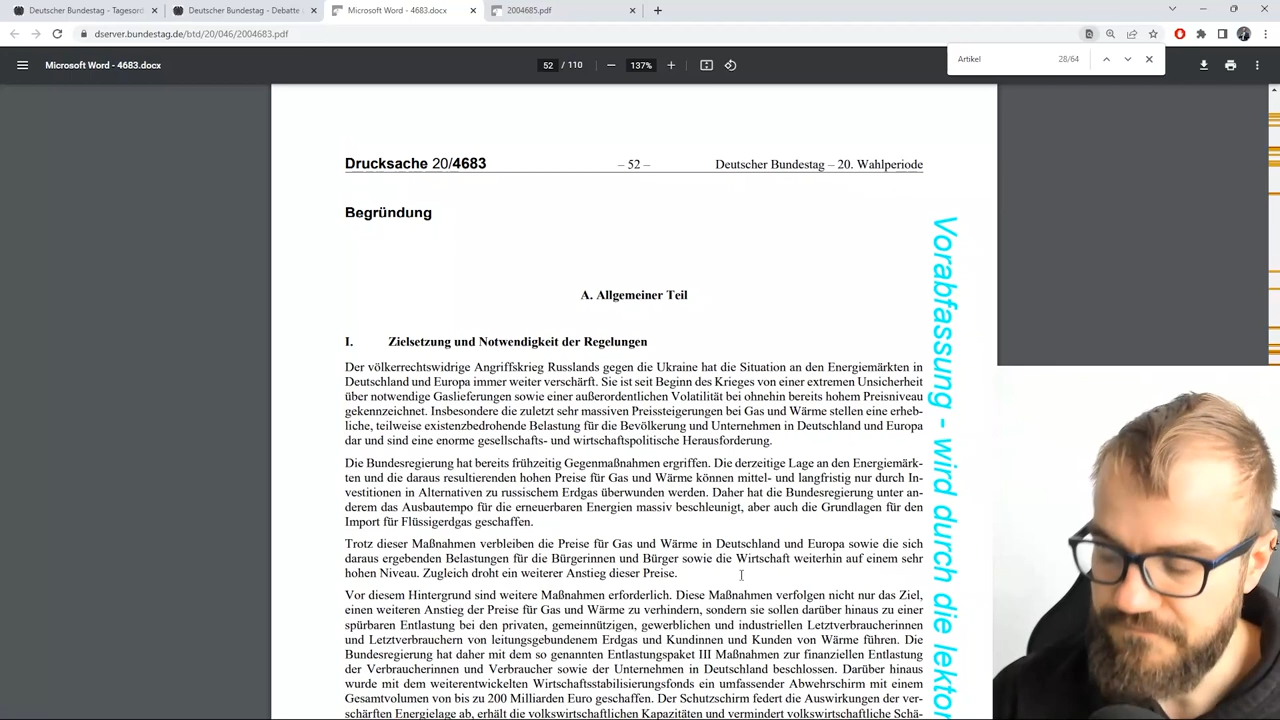 Deutscher Bundestag - Tagesord
Deutscher Bundestag - Debatte
Microsoft Word - 4683.docx
2004685.pdf
dserver.bundestag.de/btd/20/046/2004683.pdf
Microsoft Word - 4683.docx
52 / 110
137%
Artikel
28/64
Drucksache 20/4683
– 52 –
Deutscher Bundestag – 20. Wahlperiode
Begründung
A. Allgemeiner Teil
I. Zielsetzung und Notwendigkeit der Regelungen
Der völkerrechtswidrige Angriffskrieg Russlands gegen die Ukraine hat die Situation an den Energiemärkten in
Deutschland und Europa immer weiter verschärft. Sie ist seit Beginn des Krieges von einer extremen Unsicherheit
über notwendige Gaslieferungen sowie einer außerordentlichen Volatilität bei ohnehin bereits hohem Preisniveau
gekennzeichnet. Insbesondere die zuletzt sehr massiven Preissteigerungen bei Gas und Wärme stellen eine erheb-
liche, teilweise existenzbedrohende Belastung für die Bevölkerung und Unternehmen in Deutschland und Europa
dar und sind eine enorme gesellschafts- und wirtschaftspolitische Herausforderung.
Die Bundesregierung hat bereits frühzeitig Gegenmaßnahmen ergriffen. Die derzeitige Lage an den Energiemärk-
ten und die daraus resultierenden hohen Preise für Gas und Wärme können mittel- und langfristig nur durch In-
vestitionen in Alternativen zu russischem Erdgas überwunden werden. Daher hat die Bundesregierung unter an-
derem das Ausbautempo für die erneuerbaren Energien massiv beschleunigt, aber auch die Grundlagen für den
Import für Flüssigerdgas geschaffen.
Trotz dieser Maßnahmen verbleiben die Preise für Gas und Wärme in Deutschland und Europa sowie die sich
daraus ergebenden Belastungen für die Bürgerinnen und Bürger sowie die Wirtschaft weiterhin auf einem sehr
hohen Niveau. Zugleich droht ein weiterer Anstieg dieser Preise.
Vor diesem Hintergrund sind weitere Maßnahmen erforderlich. Diese Maßnahmen verfolgen nicht nur das Ziel,
einen weiteren Anstieg der Preise für Gas und Wärme zu verhindern, sondern sie sollen darüber hinaus zu einer
spürbaren Entlastung bei den privaten, gemeinnützigen, gewerblichen und industriellen Letztverbraucherinnen
und Letztverbrauchern von leitungsgebundenem Erdgas und Kundinnen und Kunden von Wärme führen. Die
Bundesregierung hat daher mit dem so genannten Entlastungspaket III Maßnahmen zur finanziellen Entlastung
der Verbraucherinnen und Verbraucher sowie der Unternehmen in Deutschland beschlossen. Darüber hinaus
wurde mit dem weiterentwickelten Wirtschaftsstabilisierungsfonds ein umfassender Abwehrschirm mit einem
Gesamtvolumen von bis zu 200 Milliarden Euro geschaffen. Der Schutzschirm federt die Auswirkungen der ver-
schärften Energielage ab, erhält die volkswirtschaftlichen Kapazitäten und vermindert volkswirtschaftliche Schä-
Vorabfassung - wird durch die lektor